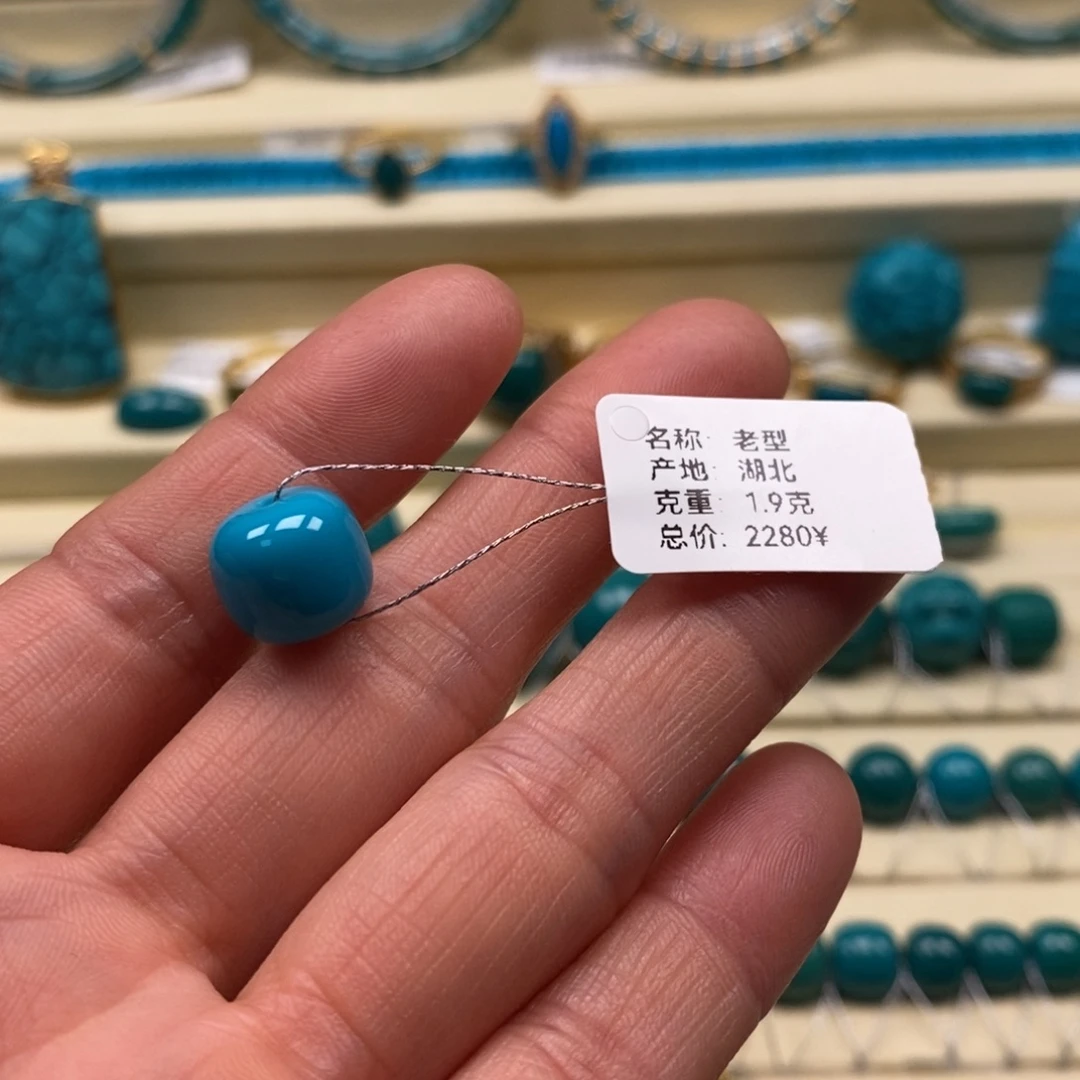 名称: 老型
产地: 湖北
克重: 1.9克
总价: 2280¥